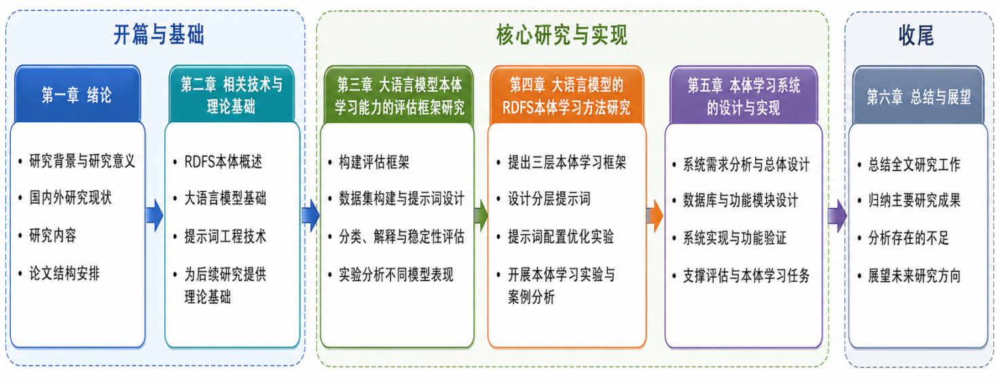 开篇与基础
第一章 绪论
• 研究背景与研究意义
• 国内外研究现状
• 研究内容
• 论文结构安排
第二章 相关技术与
理论基础
• RDFS本体概述
• 大语言模型基础
• 提示词工程技术
• 为后续研究提供
理论基础
核心研究与实现
第三章 大语言模型本体
学习能力的评估框架研究
• 构建评估框架
• 数据集构建与提示词设计
• 分类、解释与稳定性评估
• 实验分析不同模型表现
第四章 大语言模型的
RDFS本体学习方法研究
• 提出三层本体学习框架
• 设计分层提示词
• 提示词配置优化实验
• 开展本体学习实验与
案例分析
第五章 本体学习系统
的设计与实现
• 系统需求分析与总体设计
• 数据库与功能模块设计
• 系统实现与功能验证
• 支撑评估与本体学习任务
收尾
第六章 总结与展望
• 总结全文研究工作
• 归纳主要研究成果
• 分析存在的不足
• 展望未来研究方向